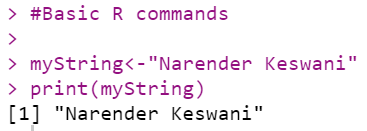 > #Basic R commands
>
> myString<-"Narender Keswani"
> print(myString)
[1] "Narender Keswani"